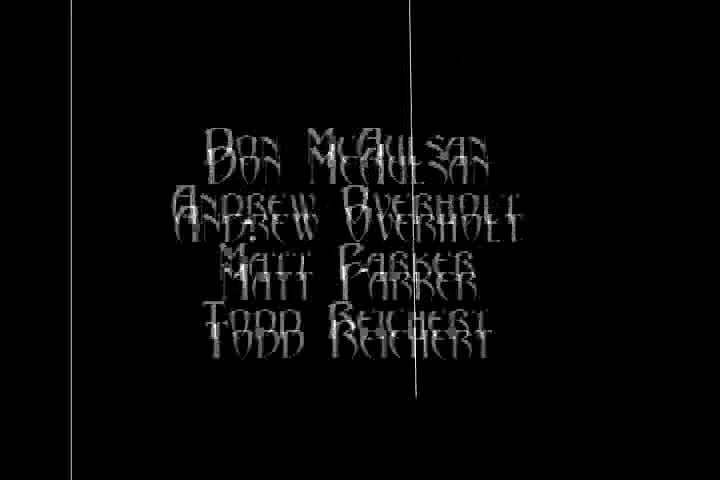 Don McAulsan
Andrew Overholt
Matt Parker
Todd Reichert